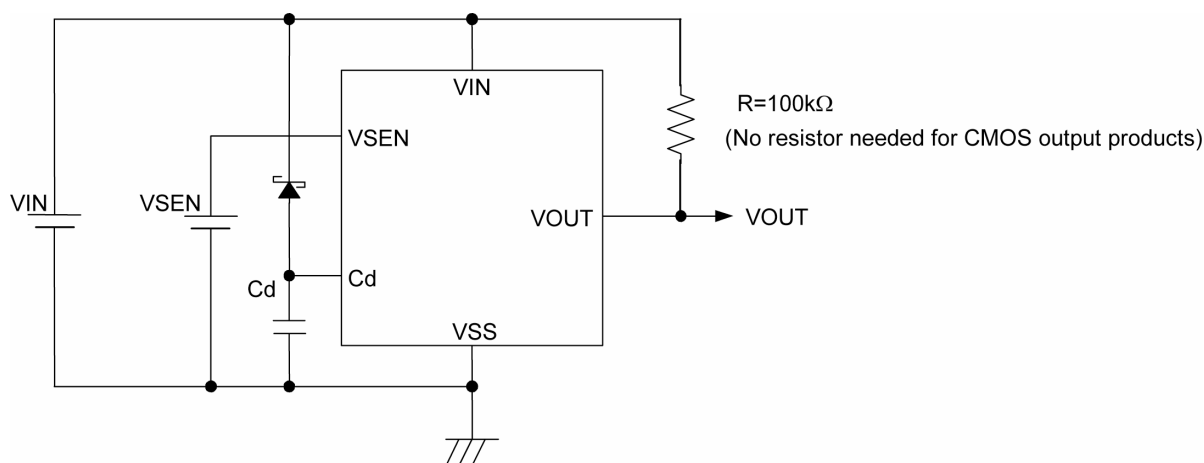 VIN
R=100kΩ
VSEN
(No resistor needed for CMOS output products)
VIN
VSEN
VOUT
VOUT
Cd
Cd
VSS